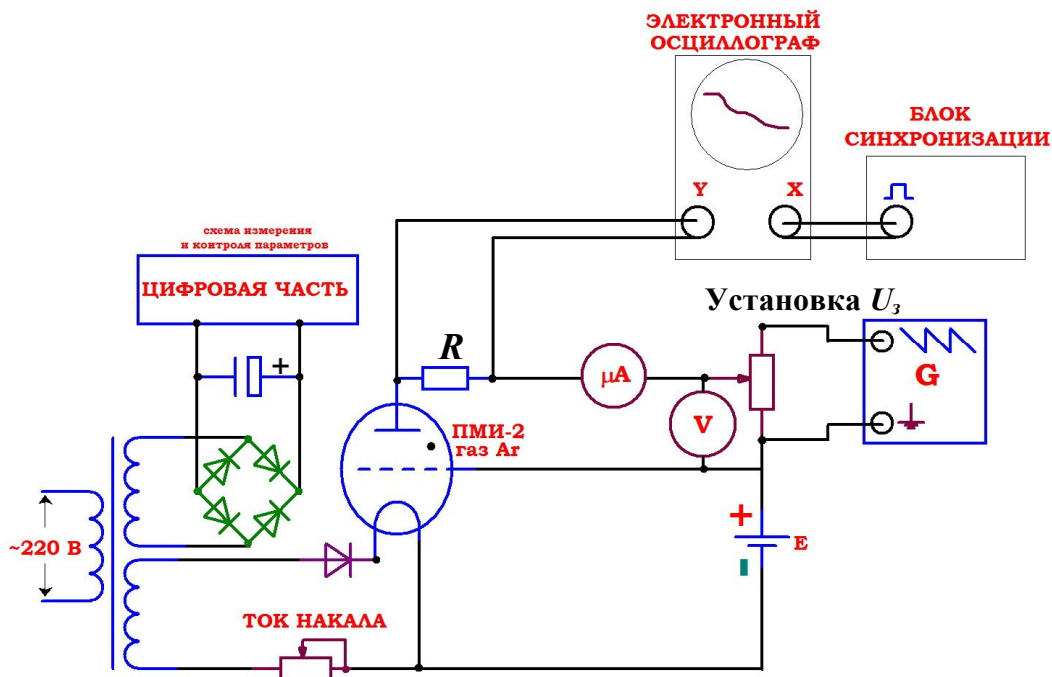 ЭЛЕКТРОННЫЙ
ОСЦИЛЛОГРАФ
БЛОК
СИНХРОНИЗАЦИИ
Y
X
схема измерения
и контроля параметров
ЦИФРОВАЯ ЧАСТЬ
+
R
Установка Uз
μA
V
G
ПМИ-2
газ Ar
+
E
~220 В
ТОК НАКАЛА